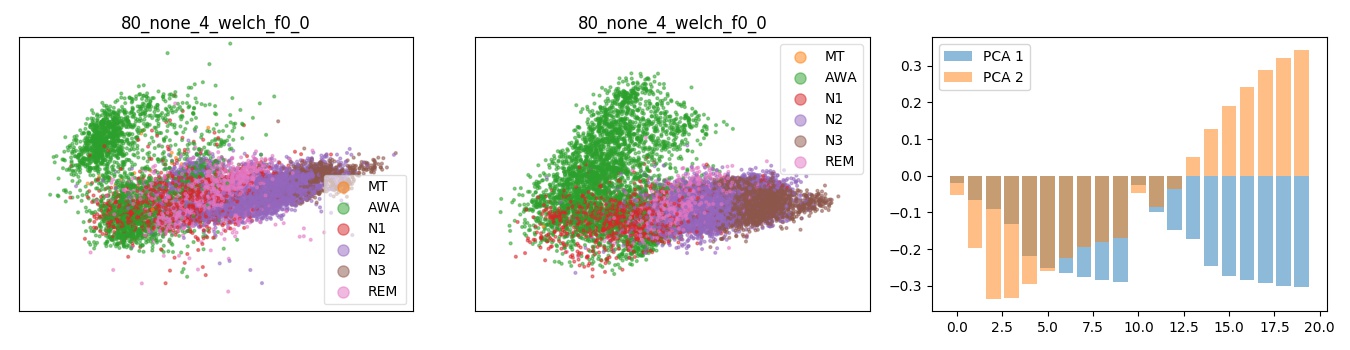 80_none_4_welch_f0_0
MT
AWA
N1
N2
N3
REM
80_none_4_welch_f0_0
MT
AWA
N1
N2
N3
REM
PCA 1
PCA 2
0.3
0.2
0.1
0.0
−0.1
−0.2
−0.3
0.0 2.5 5.0 7.5 10.0 12.5 15.0 17.5 20.0